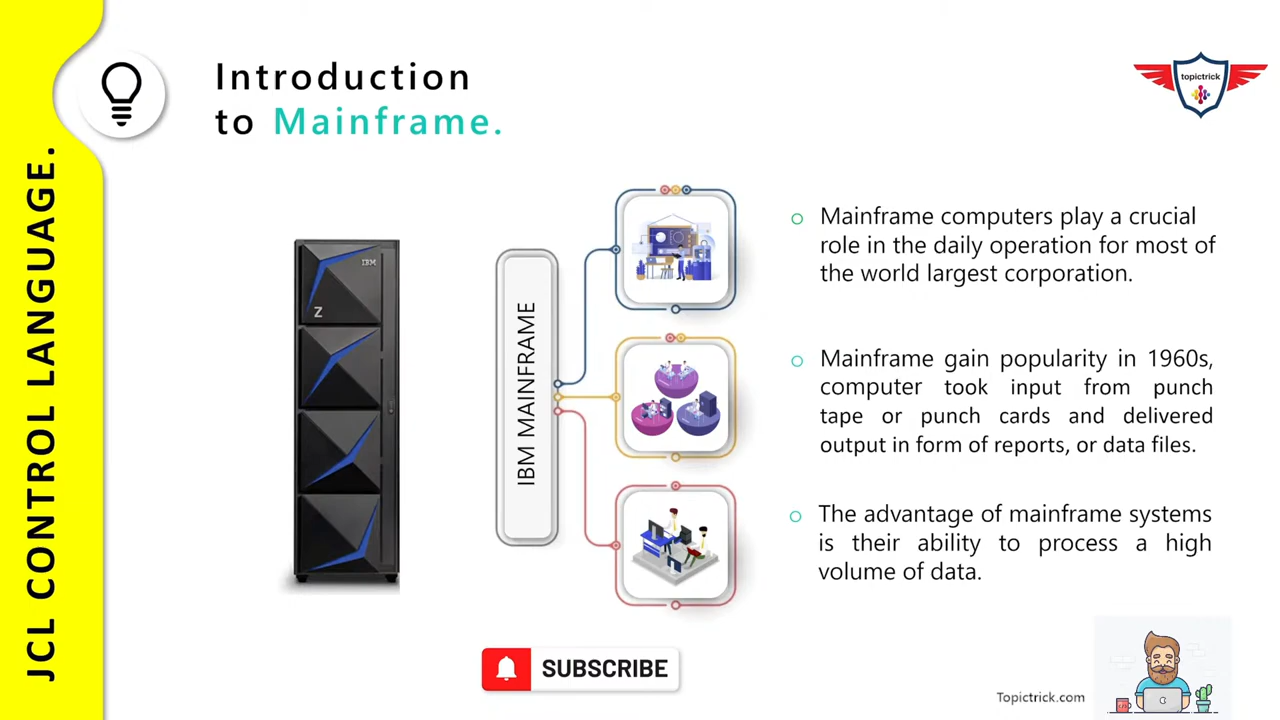 JCL CONTROL LANGUAGE.
Introduction
to Mainframe.
topictrick
IBM
Z
IBM MAINFRAME
Mainframe computers play a crucial
role in the daily operation for most of
the world largest corporation.
Mainframe gain popularity in 1960s,
computer took input from punch
tape or punch cards and delivered
output in form of reports, or data files.
The advantage of mainframe systems
is their ability to process a high
volume of data.
SUBSCRIBE
Topictrick.com